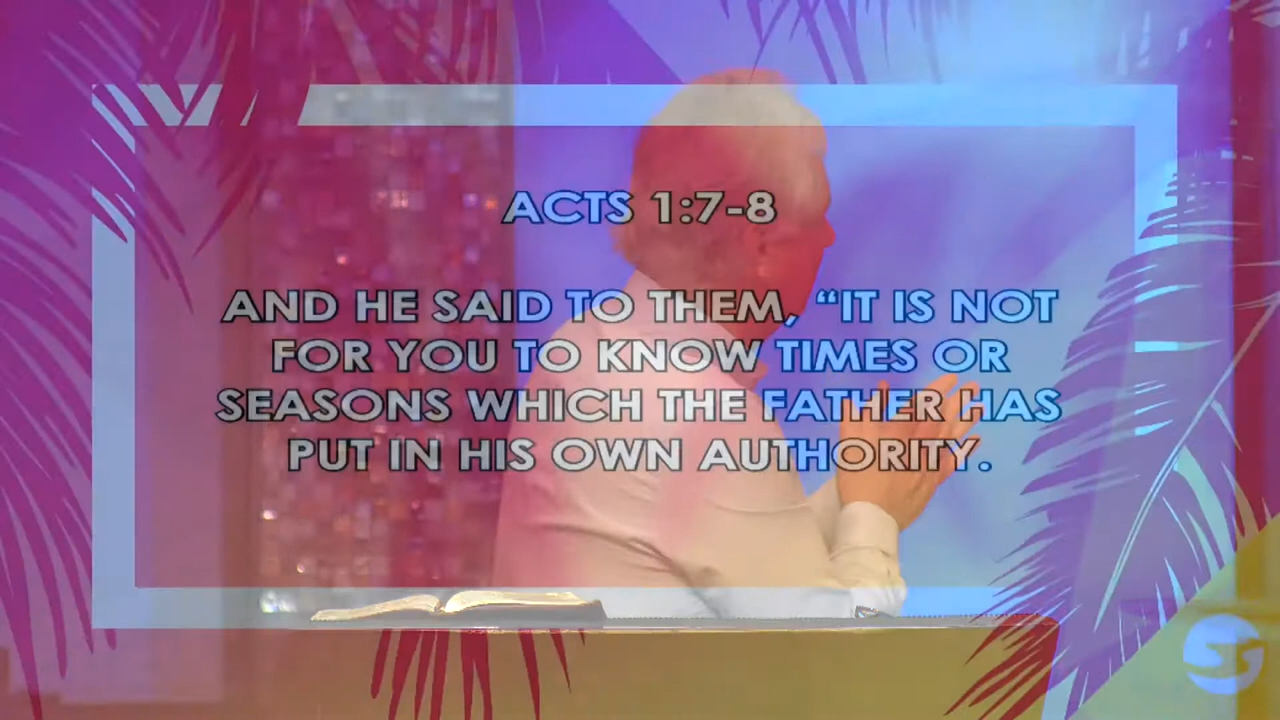 ACTS 1:7-8
AND HE SAID TO THEM, “IT IS NOT
FOR YOU TO KNOW TIMES OR
SEASONS WHICH THE FATHER HAS
PUT IN HIS OWN AUTHORITY.